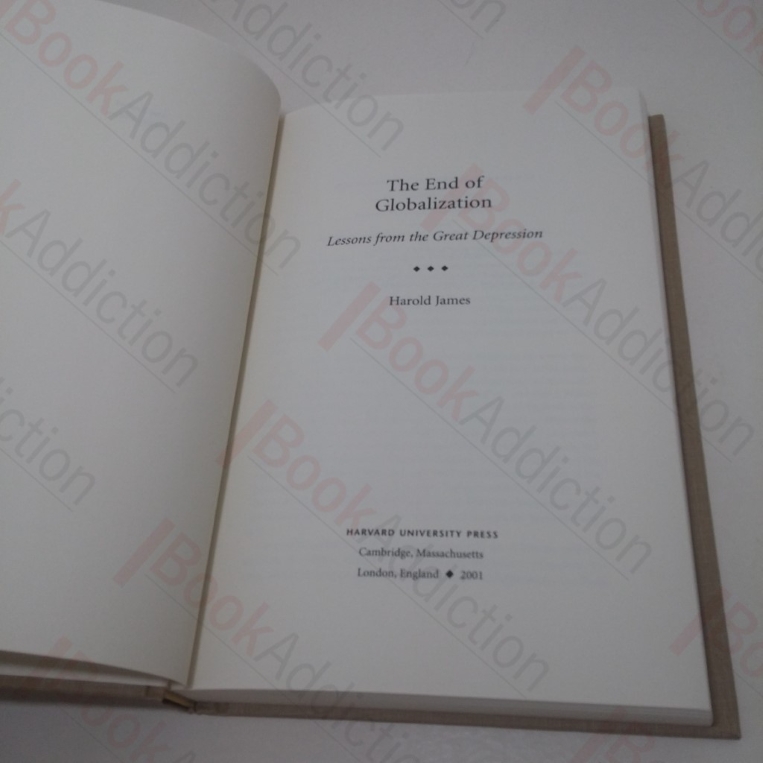 The End of
Globalization
Lessons from the Great Depression
◆ ◆ ◆
Harold James
HARVARD UNIVERSITY PRESS
Cambridge, Massachusetts
London, England ◆ 2001
BookAddiction